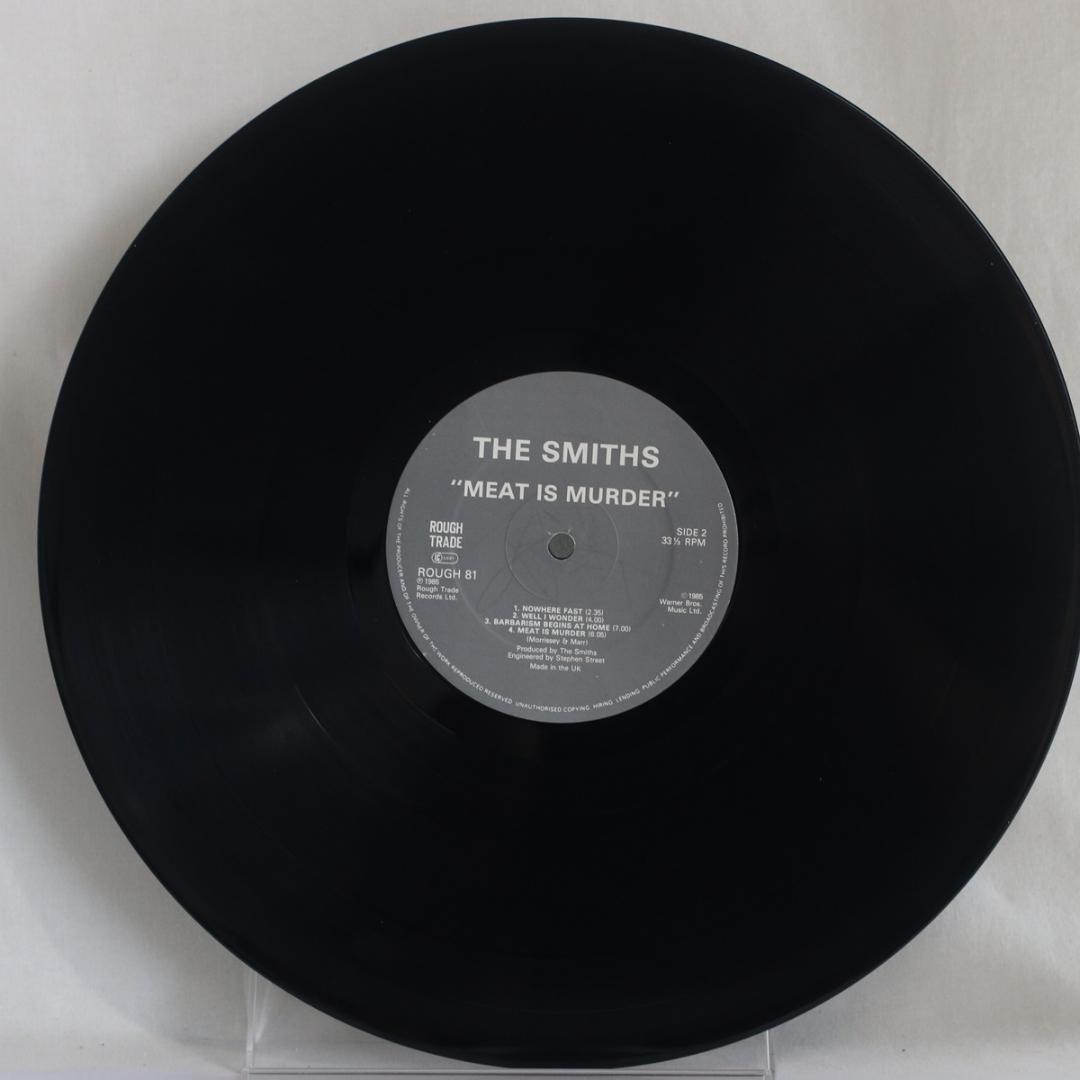 THE SMITHS
"MEAT IS MURDER"
ROUGH
TRADE
SIDE 2
33⅓ RPM
ROUGH 81
℗ 1985
Rough Trade
Records Ltd.
© 1985
Warner Bros.
Music Ltd.
1. NOWHERE FAST (2.35)
2. WELL I WONDER (4.00)
3. BARBARISM BEGINS AT HOME (7.00)
4. MEAT IS MURDER (6.05)
(Morrissey & Marr)
Produced by The Smiths
Engineered by Stephen Street
Made in the UK
ALL RIGHTS OF THE PRODUCER AND OF THE OWNER OF THE WORK REPRODUCED RESERVED. UNAUTHORISED COPYING, HIRING, LENDING, PUBLIC PERFORMANCE AND BROADCASTING OF THIS RECORD PROHIBITED